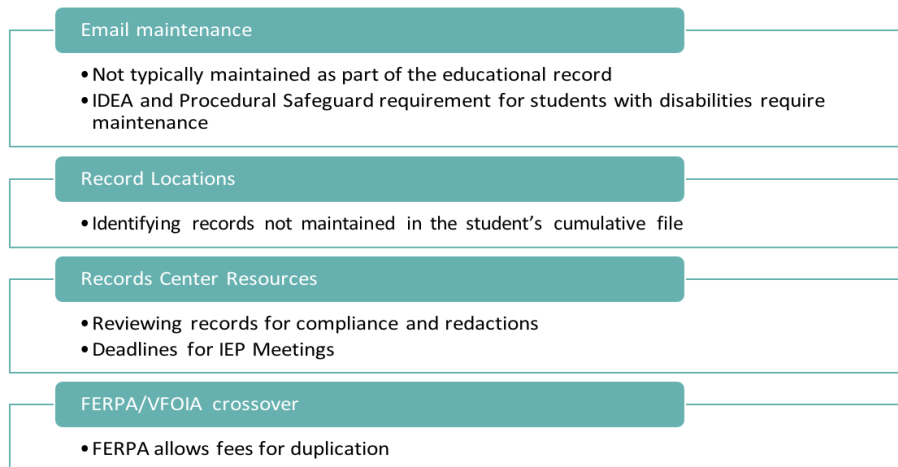 Email maintenance
•Not typically maintained as part of the educational record
•IDEA and Procedural Safeguard requirement for students with disabilities require
maintenance
Record Locations
•Identifying records not maintained in the student's cumulative file
Records Center Resources
•Reviewing records for compliance and redactions
•Deadlines for IEP Meetings
FERPA/VFOIA crossover
•FERPA allows fees for duplication